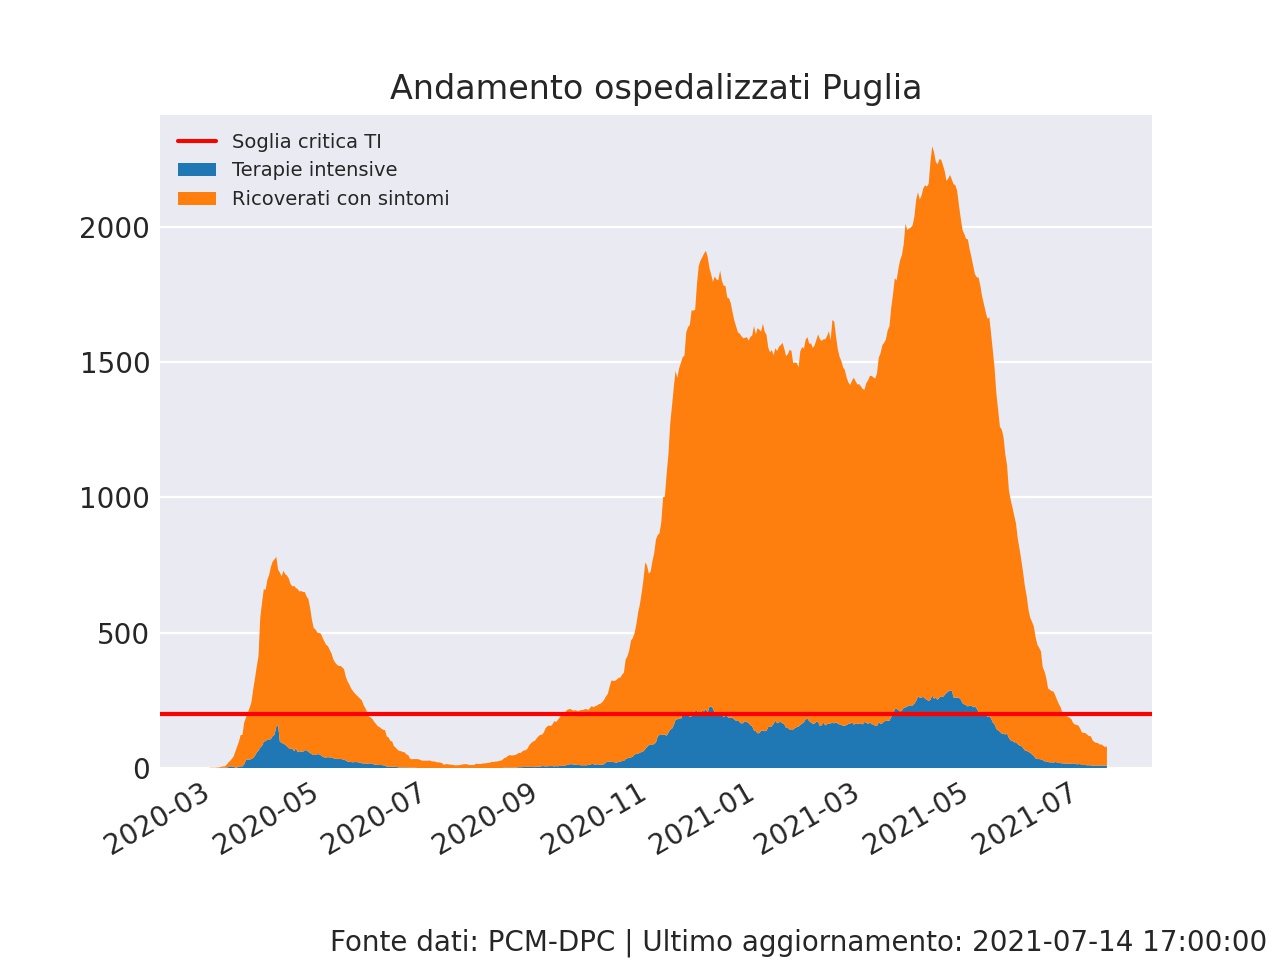 Andamento ospedalizzati Puglia
Soglia critica TI
Terapie intensive
Ricoverati con sintomi
2000
1500
1000
500
0
2020-03
2020-05
2020-07
2020-09
2020-11
2021-01
2021-03
2021-05
2021-07
Fonte dati: PCM-DPC | Ultimo aggiornamento: 2021-07-14 17:00:00